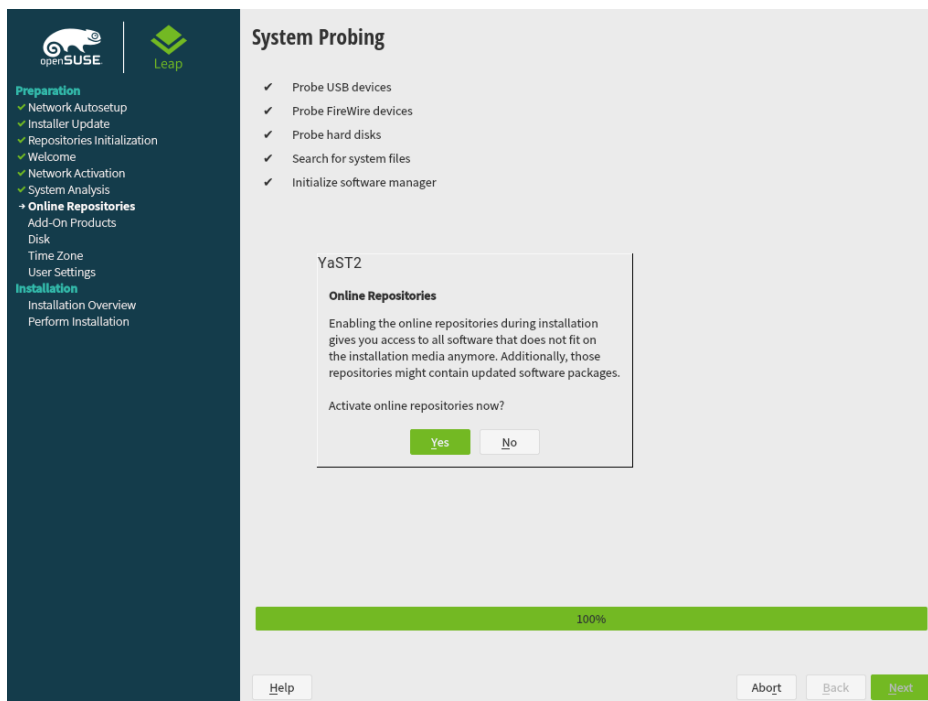 openSUSE
Leap
Preparation
Network Autosetup
Installer Update
Repositories Initialization
Welcome
Network Activation
System Analysis
Online Repositories
Add-On Products
Disk
Time Zone
User Settings
Installation
Installation Overview
Perform Installation
System Probing
Probe USB devices
Probe FireWire devices
Probe hard disks
Search for system files
Initialize software manager
YaST2
Online Repositories
Enabling the online repositories during installation
gives you access to all software that does not fit on
the installation media anymore. Additionally, those
repositories might contain updated software packages.
Activate online repositories now?
Yes No
100%
Help Abort Back Next